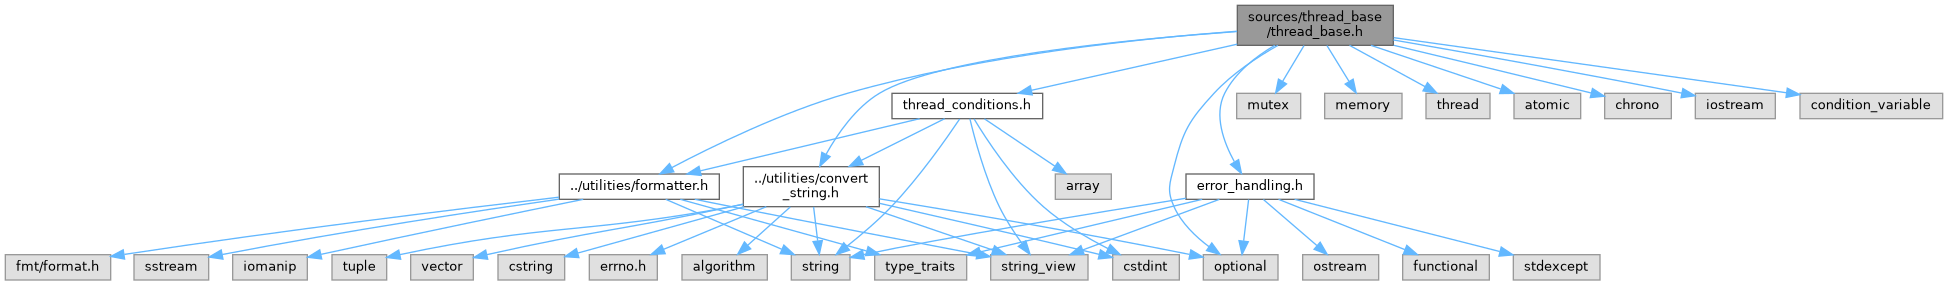 sources/thread_base
/thread_base.h
thread_conditions.h
mutex
memory
thread
atomic
chrono
iostream
condition_variable
../utilities/formatter.h
../utilities/convert
_string.h
array
error_handling.h
fmt/format.h
sstream
iomanip
tuple
vector
cstring
errno.h
algorithm
string
type_traits
string_view
cstdint
optional
ostream
functional
stdexcept